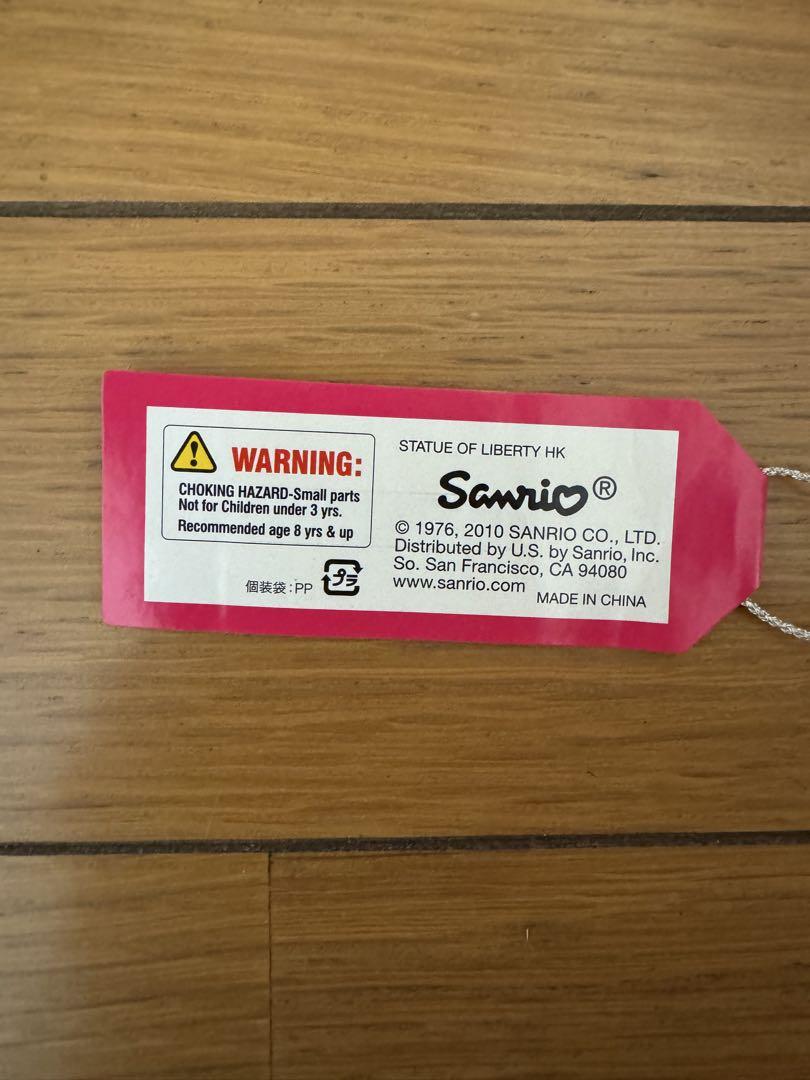 WARNING:
CHOKING HAZARD-Small parts
Not for Children under 3 yrs.
Recommended age 8 yrs & up
個装袋:PP プラ
STATUE OF LIBERTY HK
Sanrio®
© 1976, 2010 SANRIO CO., LTD.
Distributed by U.S. by Sanrio, Inc.
So. San Francisco, CA 94080
www.sanrio.com
MADE IN CHINA